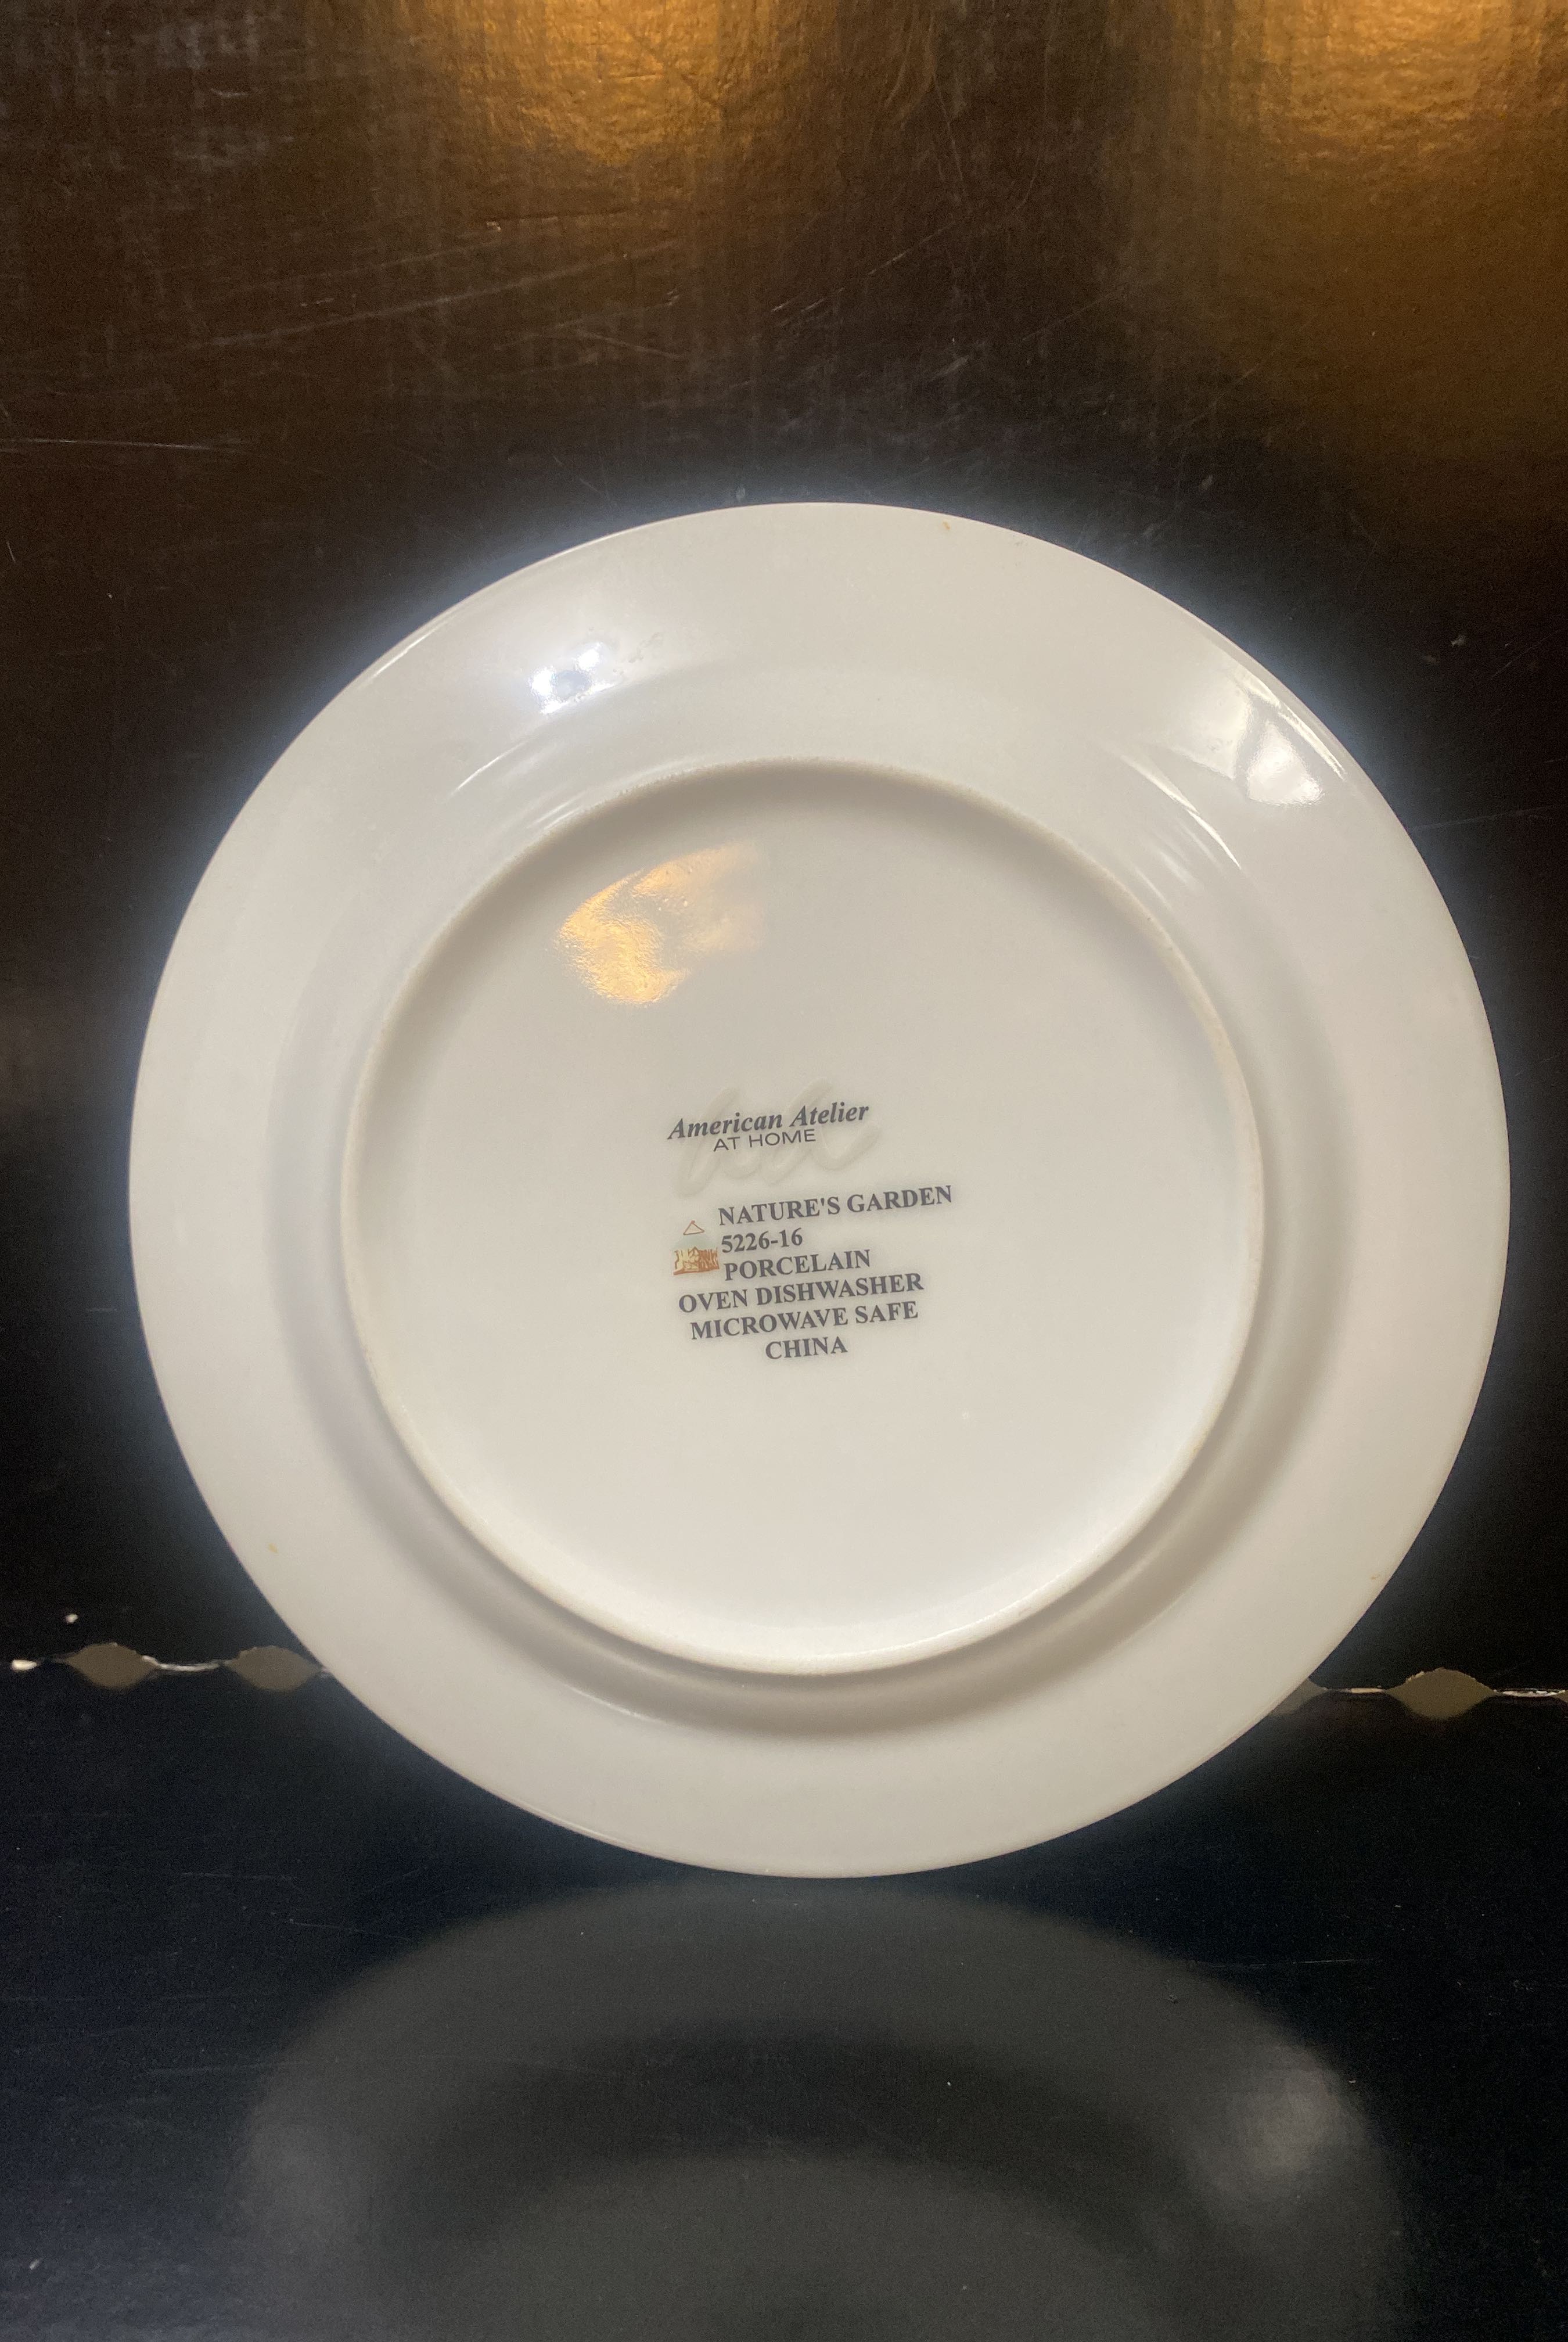 American Atelier
AT HOME
NATURE'S GARDEN
5226-16
PORCELAIN
OVEN DISHWASHER
MICROWAVE SAFE
CHINA